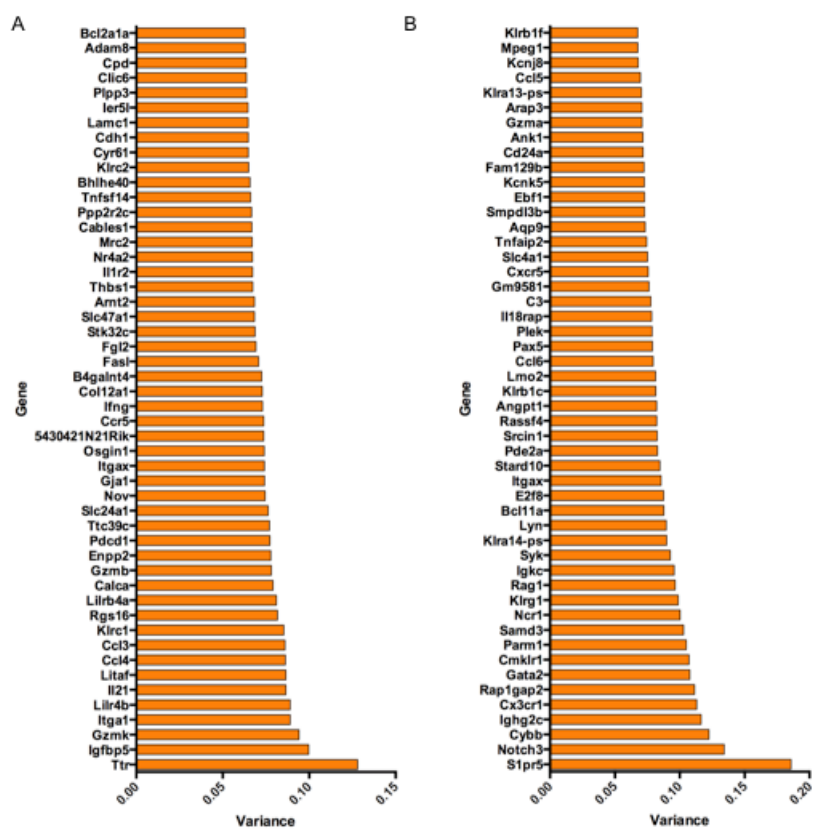 A
Bcl2a1a
Adam8
Cpd
Clic6
Plpp3
Ier5l
Lamc1
Cdh1
Cyr61
Klrc2
Bhlhe40
Tnfsf14
Ppp2r2c
Cables1
Mrc2
Nr4a2
Il1r2
Thbs1
Arnt2
Slc47a1
Stk32c
Fgl2
Fasl
B4galnt4
Col12a1
Ifng
Ccr5
5430421N21Rik
Osgin1
Itgax
Gja1
Nov
Slc24a1
Ttc39c
Pdcd1
Enpp2
Gzmb
Calca
Lilrb4a
Rgs16
Klrc1
Ccl3
Ccl4
Litaf
Il21
Lilr4b
Itga1
Gzmk
Igfbp5
Ttr
Gene
0.00 0.05 0.10 0.15
Variance
B
Klrb1f
Mpeg1
Kcnj8
Ccl5
Klra13-ps
Arap3
Gzma
Ank1
Cd24a
Fam129b
Kcnk5
Ebf1
Smpdl3b
Aqp9
Tnfaip2
Slc4a1
Cxcr5
Gm9581
C3
Il18rap
Plek
Pax5
Ccl6
Lmo2
Klrb1c
Angpt1
Rassf4
Srcin1
Pde2a
Stard10
Itgax
E2f8
Bcl11a
Lyn
Klra14-ps
Syk
Igkc
Rag1
Klrg1
Ncr1
Samd3
Parm1
Cmklr1
Gata2
Rap1gap2
Cx3cr1
Ighg2c
Cybb
Notch3
S1pr5
Gene
0.00 0.05 0.10 0.15 0.20
Variance